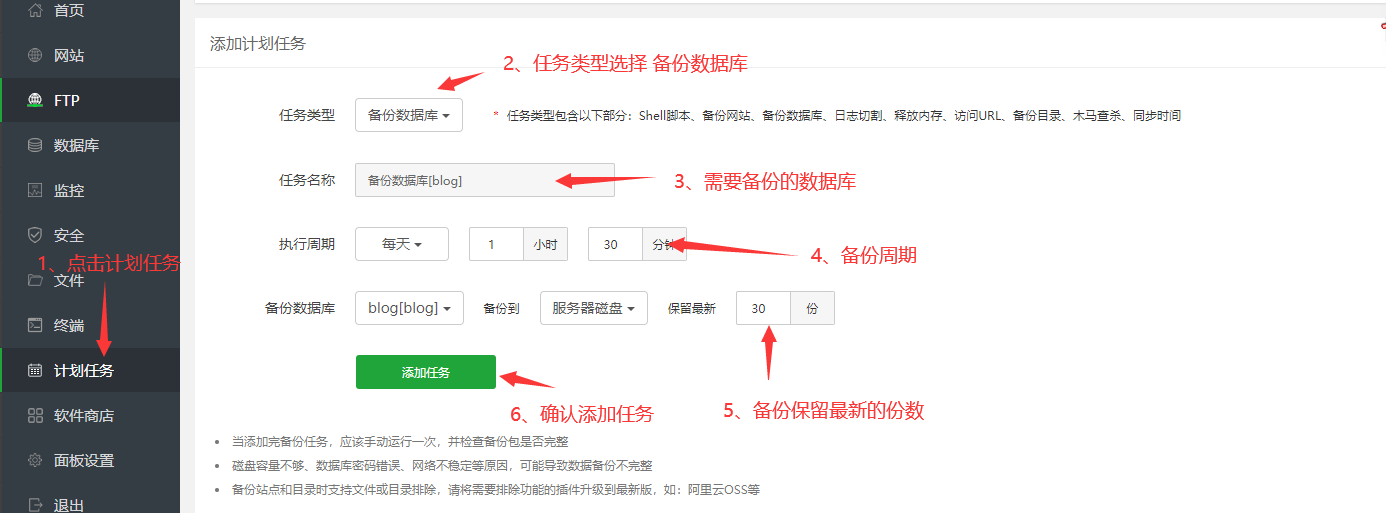 首页
网站
FTP
数据库
监控
安全
1、点击计划任务
文件
终端
计划任务
软件商店
面板设置
退出
添加计划任务
2、任务类型选择 备份数据库
任务类型 备份数据库 * 任务类型包含以下部分：Shell脚本、备份网站、备份数据库、日志切割、释放内存、访问URL、备份目录、木马查杀、同步时间
任务名称 备份数据库[blog] 3、需要备份的数据库
执行周期 每天 1 小时 30 分钟
4、备份周期
备份数据库 blog[blog] 备份到 服务器磁盘 保留最新 30 份
添加任务
6、确认添加任务
5、备份保留最新的份数
• 当添加完备份任务，应该手动运行一次，并检查备份包是否完整
• 磁盘容量不够、数据库密码错误、网络不稳定等原因，可能导致数据备份不完整
• 备份站点和目录时支持文件或目录排除，请将需要排除功能的插件升级到最新版，如：阿里云OSS等